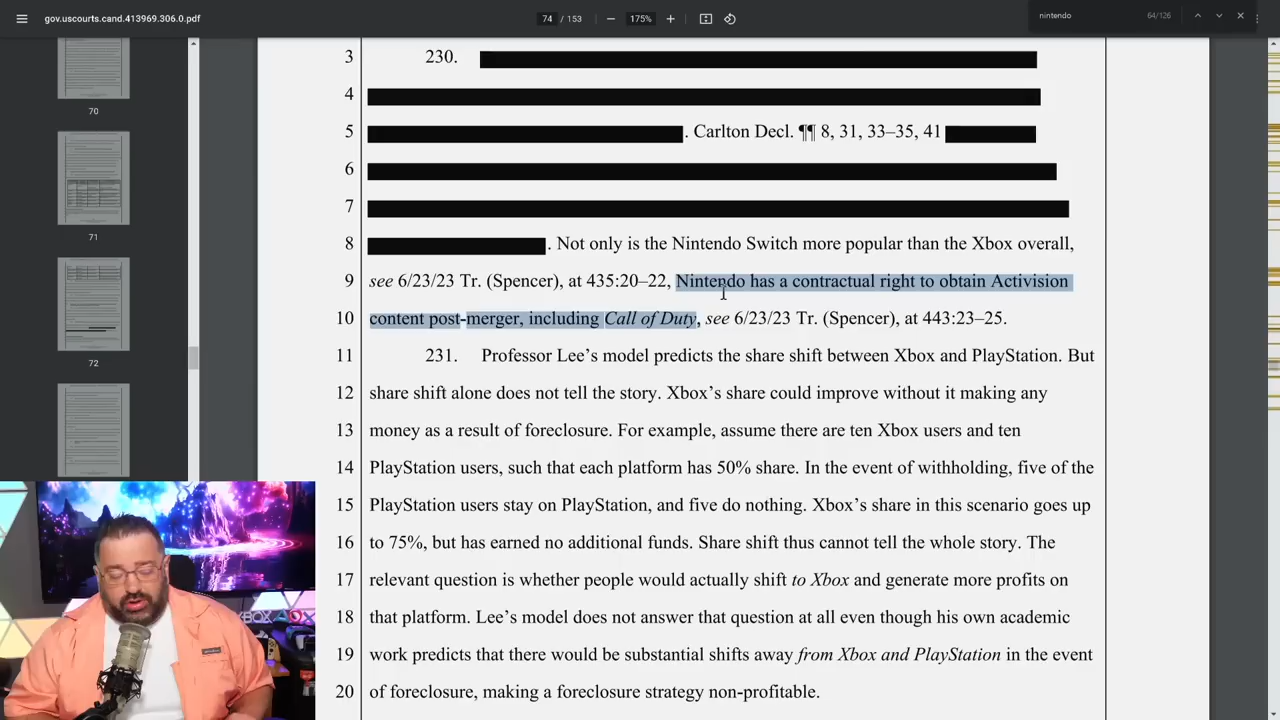 gov.uscourts.cand.413969.306.0.pdf
74 / 153
175%
nintendo
64/126
70
71
72
3 230.
4
5 . Carlton Decl. ¶¶ 8, 31, 33–35, 41
6
7
8 . Not only is the Nintendo Switch more popular than the Xbox overall,
9 see 6/23/23 Tr. (Spencer), at 435:20–22, Nintendo has a contractual right to obtain Activision
10 content post-merger, including Call of Duty, see 6/23/23 Tr. (Spencer), at 443:23–25.
11 231. Professor Lee’s model predicts the share shift between Xbox and PlayStation. But
12 share shift alone does not tell the story. Xbox’s share could improve without it making any
13 money as a result of foreclosure. For example, assume there are ten Xbox users and ten
14 PlayStation users, such that each platform has 50% share. In the event of withholding, five of the
15 PlayStation users stay on PlayStation, and five do nothing. Xbox’s share in this scenario goes up
16 to 75%, but has earned no additional funds. Share shift thus cannot tell the whole story. The
17 relevant question is whether people would actually shift to Xbox and generate more profits on
18 that platform. Lee’s model does not answer that question at all even though his own academic
19 work predicts that there would be substantial shifts away from Xbox and PlayStation in the event
20 of foreclosure, making a foreclosure strategy non-profitable.